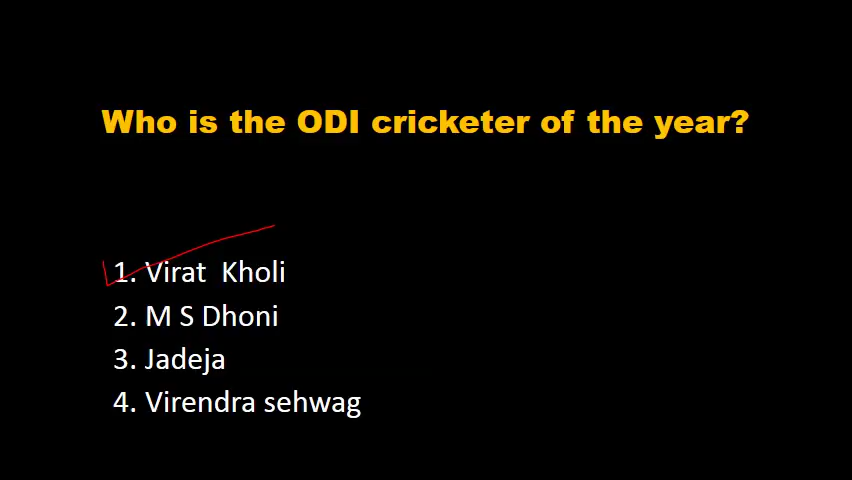 Who is the ODI cricketer of the year?
1. Virat  Kholi
2. M S Dhoni
3. Jadeja
4. Virendra sehwag